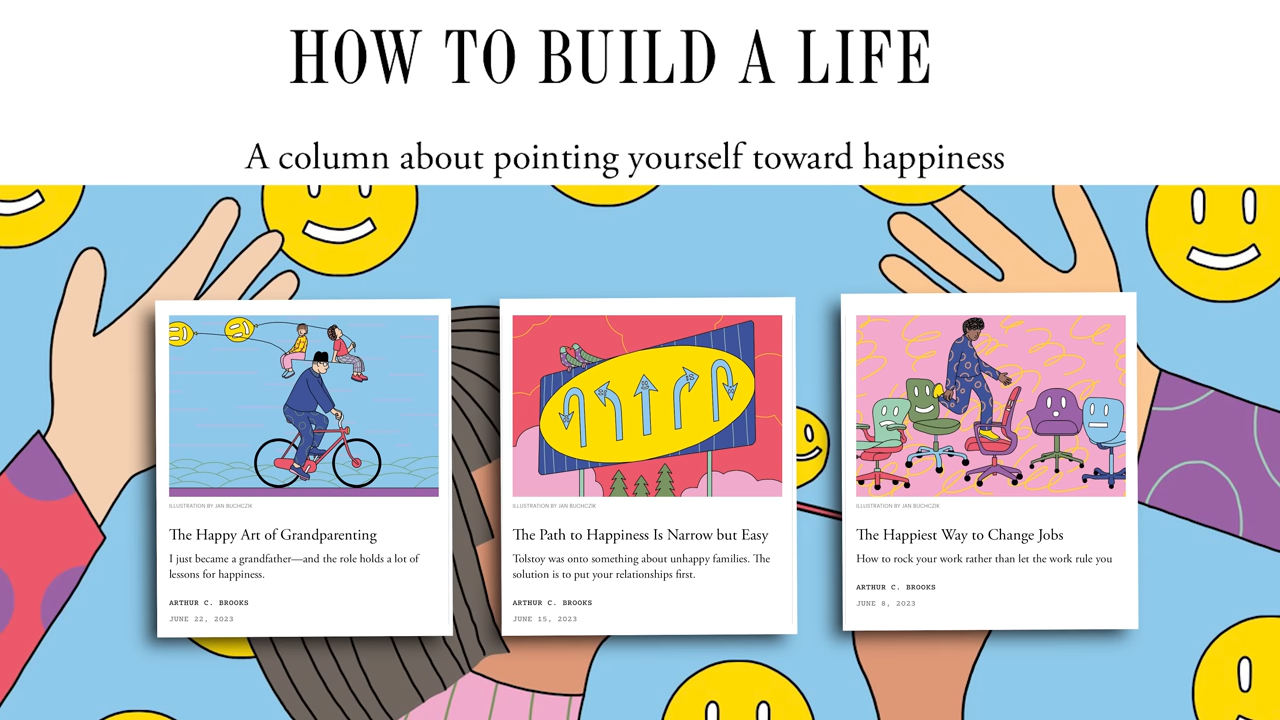 HOW TO BUILD A LIFE
A column about pointing yourself toward happiness
ILLUSTRATION BY JAN BUCHCZIK
The Happy Art of Grandparenting
I just became a grandfather—and the role holds a lot of
lessons for happiness.
ARTHUR C. BROOKS
JUNE 22, 2023
ILLUSTRATION BY JAN BUCHCZIK
The Path to Happiness Is Narrow but Easy
Tolstoy was onto something about unhappy families. The
solution is to put your relationships first.
ARTHUR C. BROOKS
JUNE 15, 2023
ILLUSTRATION BY JAN BUCHCZIK
The Happiest Way to Change Jobs
How to rock your work rather than let the work rule you
ARTHUR C. BROOKS
JUNE 8, 2023